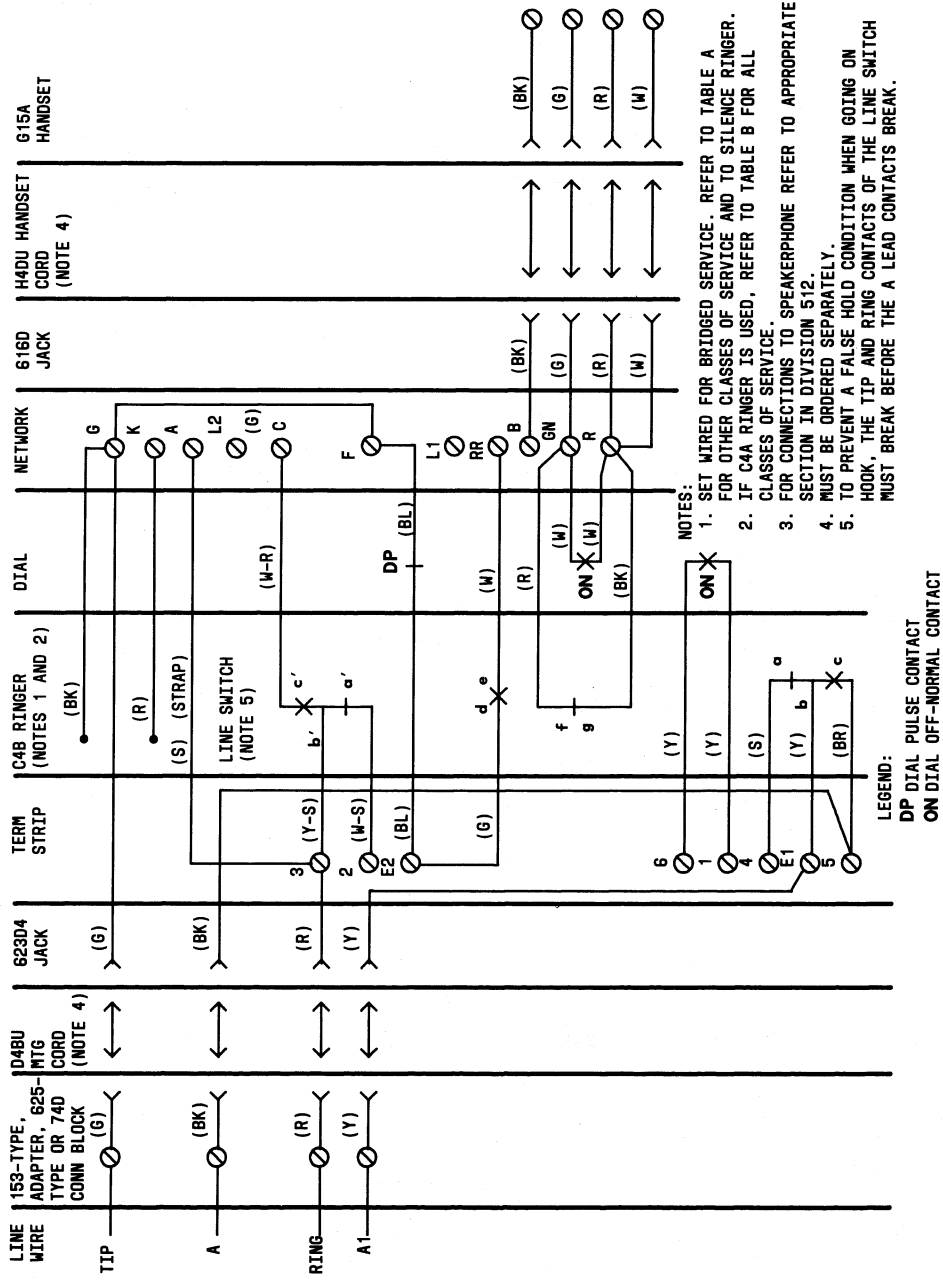 LINE
WIRE
153-TYPE,
ADAPTER, 625-
TYPE OR 74D
CONN BLOCK
D4BU
MTG
CORD
(NOTE 4)
623D4
JACK
TERM
STRIP
C4B RINGER
(NOTES 1 AND 2)
DIAL
NETWORK
616D
JACK
H4DU HANDSET
CORD
(NOTE 4)
G15A
HANDSET
(BK)
G
TIP
(G)
(G)
(R)
K
(S)
(STRAP)
A
A
(BK)
(BK)
L2
LINE SWITCH
(NOTE 5)
(G)
(W-R)
C
c'
b'
a'
RING
(R)
(R)
3
(Y-S)
A1
(Y)
(Y)
2
(W-S)
F
E2
(BL)
DP
(BL)
L1
RR
(G)
d
e
(W)
B
(BK)
(BK)
(R)
GN
(G)
(G)
(W)
f
g
ON
(W)
R
(R)
(R)
(BK)
(W)
(W)
6
(Y)
ON
1
(Y)
4
(S)
a
E1
(Y)
b
5
(BR)
c
NOTES:
1. SET WIRED FOR BRIDGED SERVICE. REFER TO TABLE A
FOR OTHER CLASSES OF SERVICE AND TO SILENCE RINGER.
2. IF C4A RINGER IS USED, REFER TO TABLE B FOR ALL
CLASSES OF SERVICE.
3. FOR CONNECTIONS TO SPEAKERPHONE REFER TO APPROPRIATE
SECTION IN DIVISION 512.
4. MUST BE ORDERED SEPARATELY.
5. TO PREVENT A FALSE HOLD CONDITION WHEN GOING ON
HOOK, THE TIP AND RING CONTACTS OF THE LINE SWITCH
MUST BREAK BEFORE THE A LEAD CONTACTS BREAK.
LEGEND:
DP DIAL PULSE CONTACT
ON DIAL OFF-NORMAL CONTACT